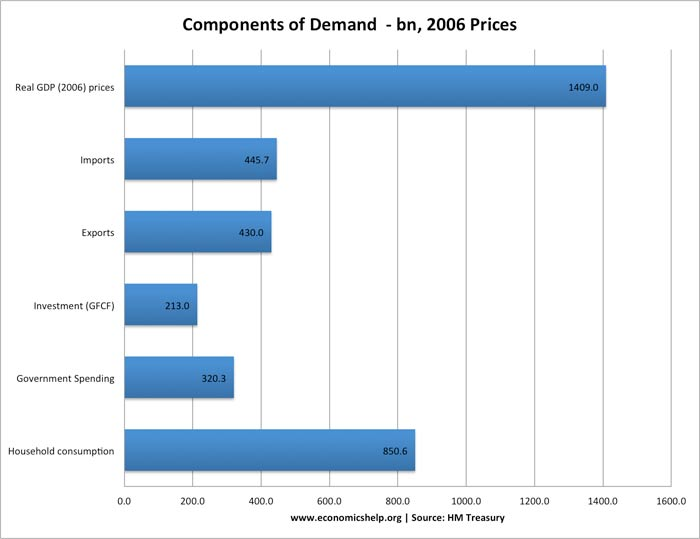 Components of Demand - bn, 2006 Prices
Real GDP (2006) prices
1409.0
Imports
445.7
Exports
430.0
Investment (GFCF)
213.0
Government Spending
320.3
Household consumption
850.6
0.0 200.0 400.0 600.0 800.0 1000.0 1200.0 1400.0 1600.0
www.economicshelp.org | Source: HM Treasury